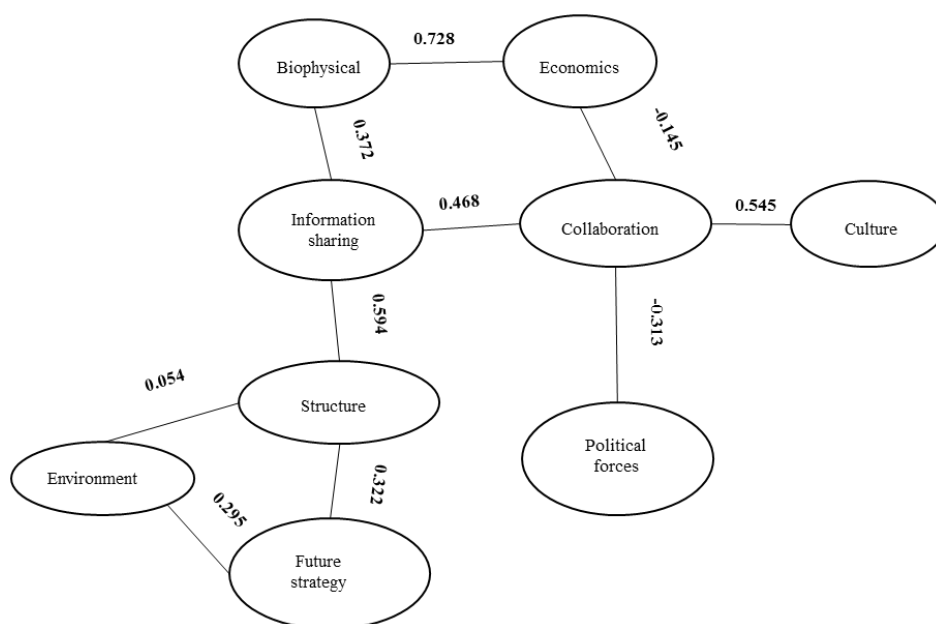 0.728
Biophysical
Economics
0.372
-0.145
Information
sharing
0.468
Collaboration
0.545
Culture
0.594
-0.313
0.054
Structure
Environment
0.295
0.322
Political
forces
Future
strategy